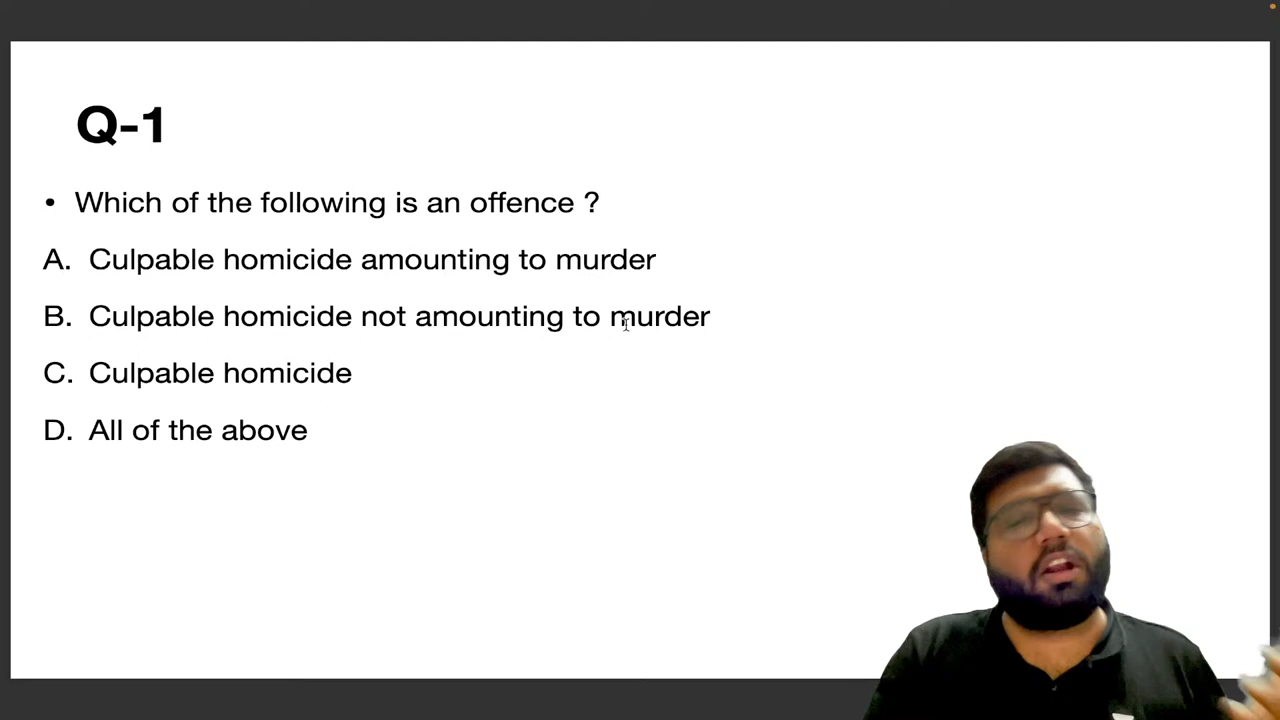 Q-1
• Which of the following is an offence ?
A. Culpable homicide amounting to murder
B. Culpable homicide not amounting to murder
C. Culpable homicide
D. All of the above